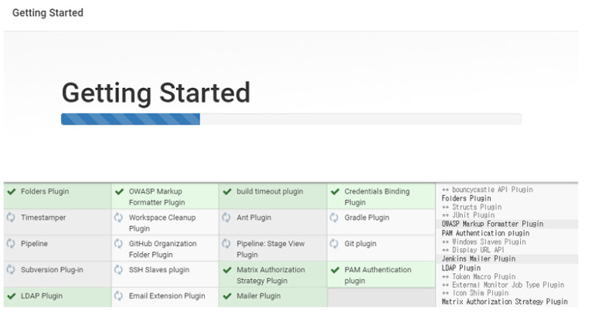 Getting Started
Getting Started
Folders Plugin
OWASP Markup
Formatter Plugin
build timeout plugin
Credentials Binding
Plugin
Timestamper
Workspace Cleanup
Plugin
Ant Plugin
Gradle Plugin
Pipeline
GitHub Organization
Folder Plugin
Pipeline: Stage View
Plugin
Git plugin
Subversion Plug-in
SSH Slaves plugin
Matrix Authorization
Strategy Plugin
PAM Authentication
plugin
LDAP Plugin
Email Extension Plugin
Mailer Plugin
** bouncycastle API Plugin
Folders Plugin
** Structs Plugin
** JUnit Plugin
OWASP Markup Formatter Plugin
PAM Authentication plugin
** Windows Slaves Plugin
** Display URL API
Jenkins Mailer Plugin
LDAP Plugin
** Token Macro Plugin
** External Monitor Job Type Plugin
** Icon Shim Plugin
Matrix Authorization Strategy Plugin